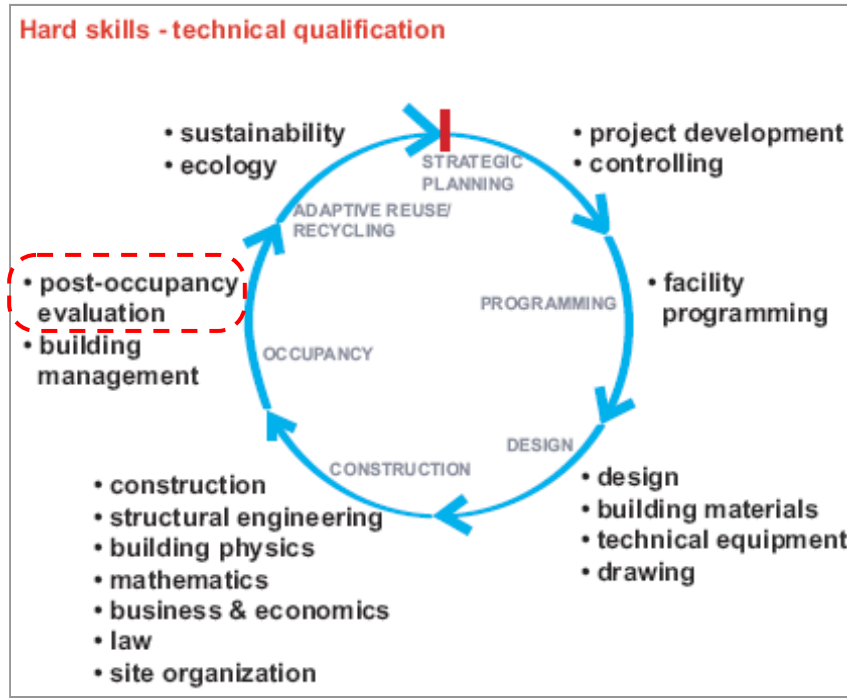 Hard skills - technical qualification
• sustainability
• ecology
STRATEGIC
PLANNING
• project development
• controlling
ADAPTIVE REUSE/
RECYCLING
• post-occupancy
evaluation
• building
management
PROGRAMMING
• facility
programming
OCCUPANCY
DESIGN
• design
• building materials
• technical equipment
• drawing
CONSTRUCTION
• construction
• structural engineering
• building physics
• mathematics
• business & economics
• law
• site organization